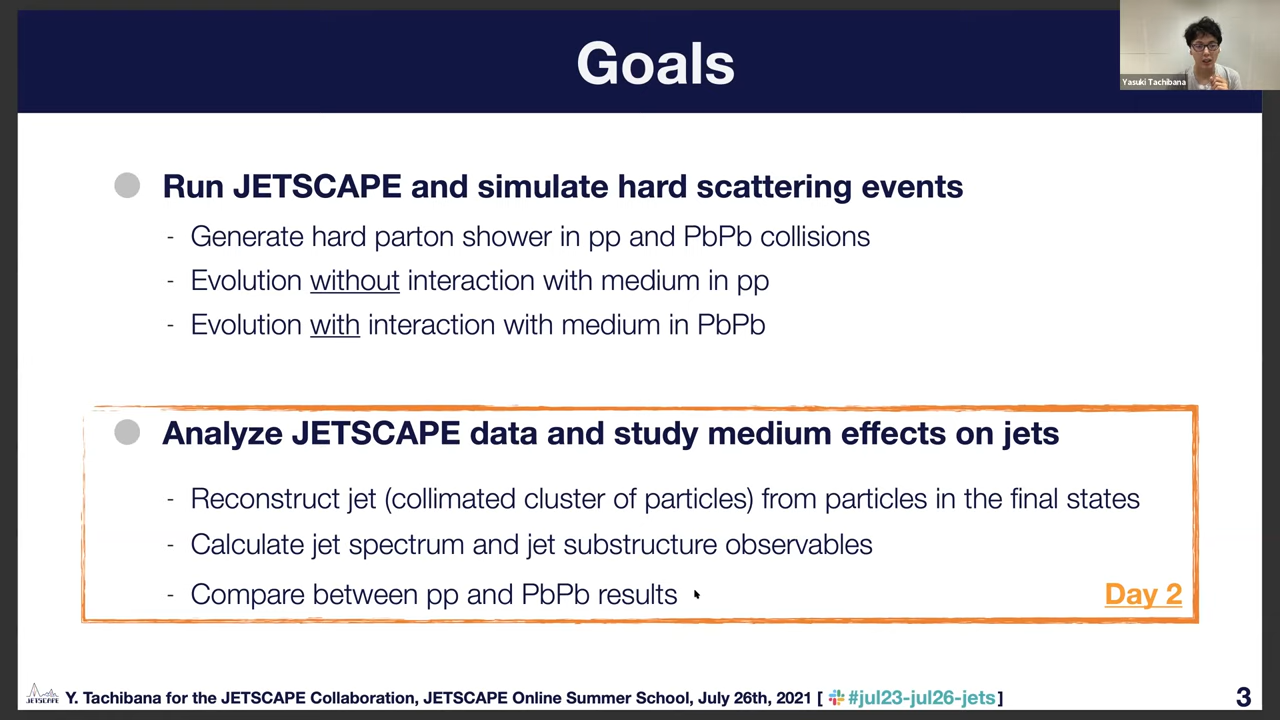 Goals
Yasuki Tachibana
Run JETSCAPE and simulate hard scattering events
- Generate hard parton shower in pp and PbPb collisions
- Evolution without interaction with medium in pp
- Evolution with interaction with medium in PbPb
Analyze JETSCAPE data and study medium effects on jets
- Reconstruct jet (collimated cluster of particles) from particles in the final states
- Calculate jet spectrum and jet substructure observables
- Compare between pp and PbPb results
Day 2
JETSCAPE
Y. Tachibana for the JETSCAPE Collaboration, JETSCAPE Online Summer School, July 26th, 2021 [ #jul23-jul26-jets]
3